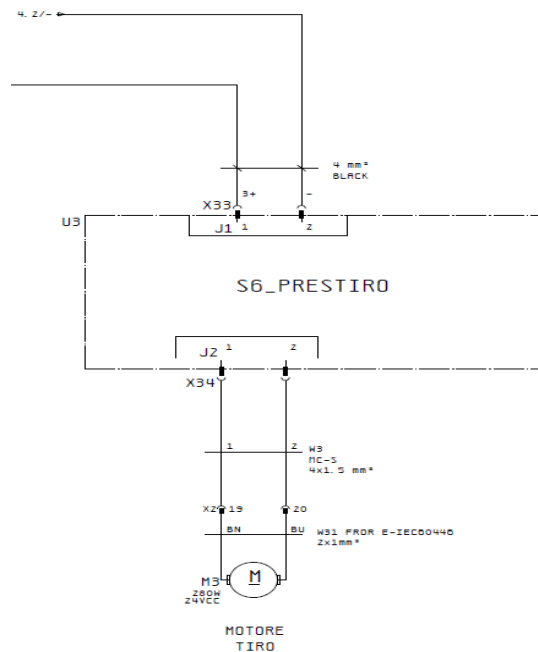 4.2/-
4 mm²
BLACK
3+ -
X33
U3
J1 1 2
S6_PRESTIRO
J2 1 2
X34
1 2 W3
MC-S
4x1.5 mm²
X2 19 20
BN BU W31 FROR E-IEC60446
2x1mm²
M
M3
280W
24VCC
MOTORE
TIRO